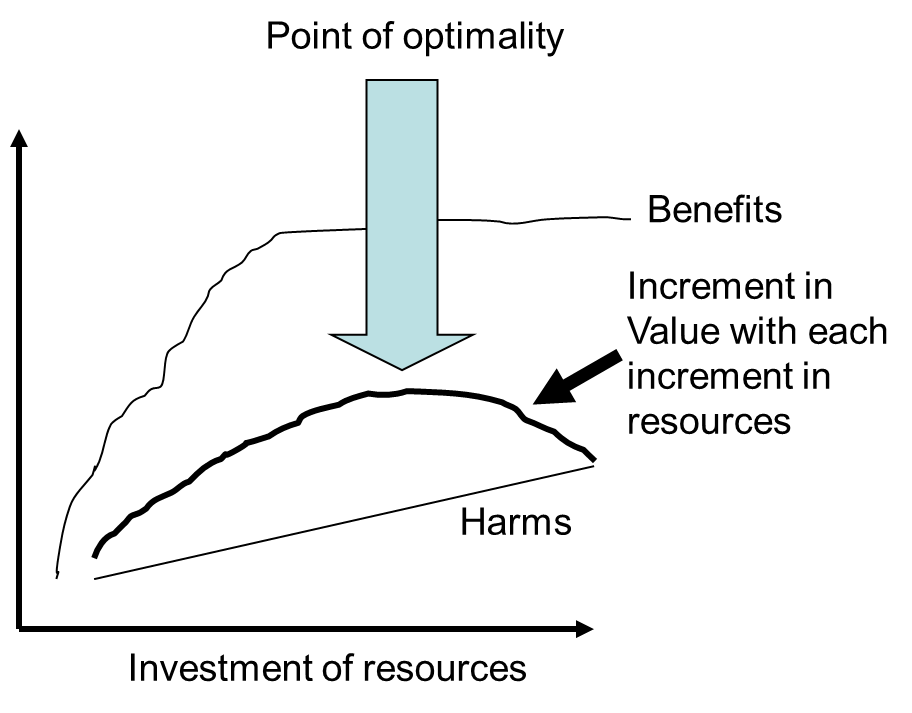 Point of optimality
Benefits
Increment in
Value with each
increment in
resources
Harms
Investment of resources